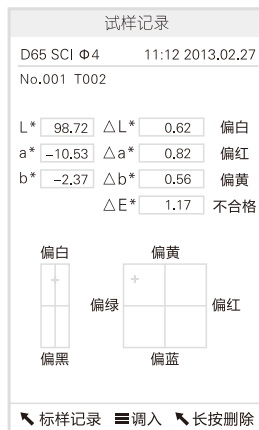 试样记录
D65 SCI Φ4 11:12 2013.02.27
No.001 T002
L* 98.72 △L* 0.62 偏白
a* -10.53 △a* 0.82 偏红
b* -2.37 △b* 0.56 偏黄
△E* 1.17 不合格
偏白 偏黄
偏绿 偏红
偏黑 偏蓝
标样记录 调入 长按删除